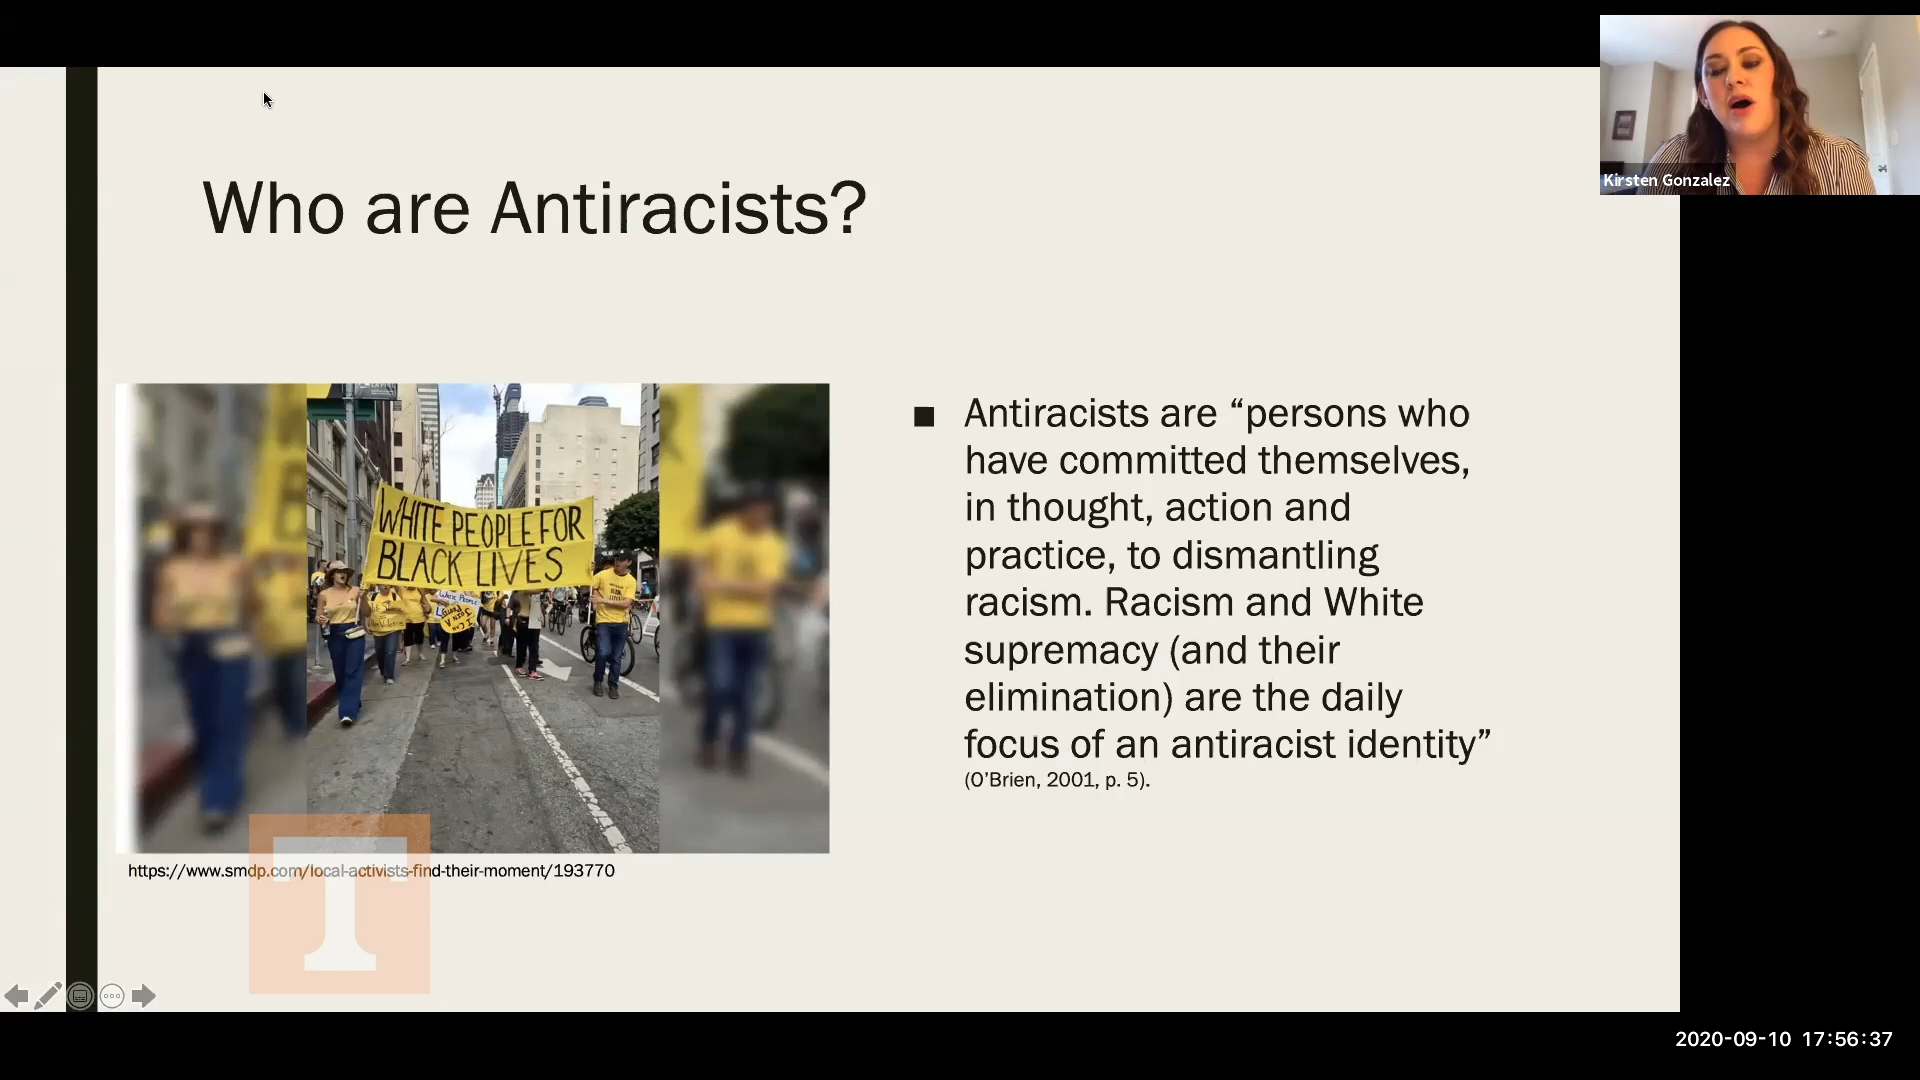 Kirsten Gonzalez
Who are Antiracists?
WHITE PEOPLE FOR
BLACK LIVES
WHITE PEOPLE
■ Antiracists are “persons who
have committed themselves,
in thought, action and
practice, to dismantling
racism. Racism and White
supremacy (and their
elimination) are the daily
focus of an antiracist identity”
(O’Brien, 2001, p. 5).
https://www.smdp.com/local-activists-find-their-moment/193770
T
2020-09-10 17:56:37